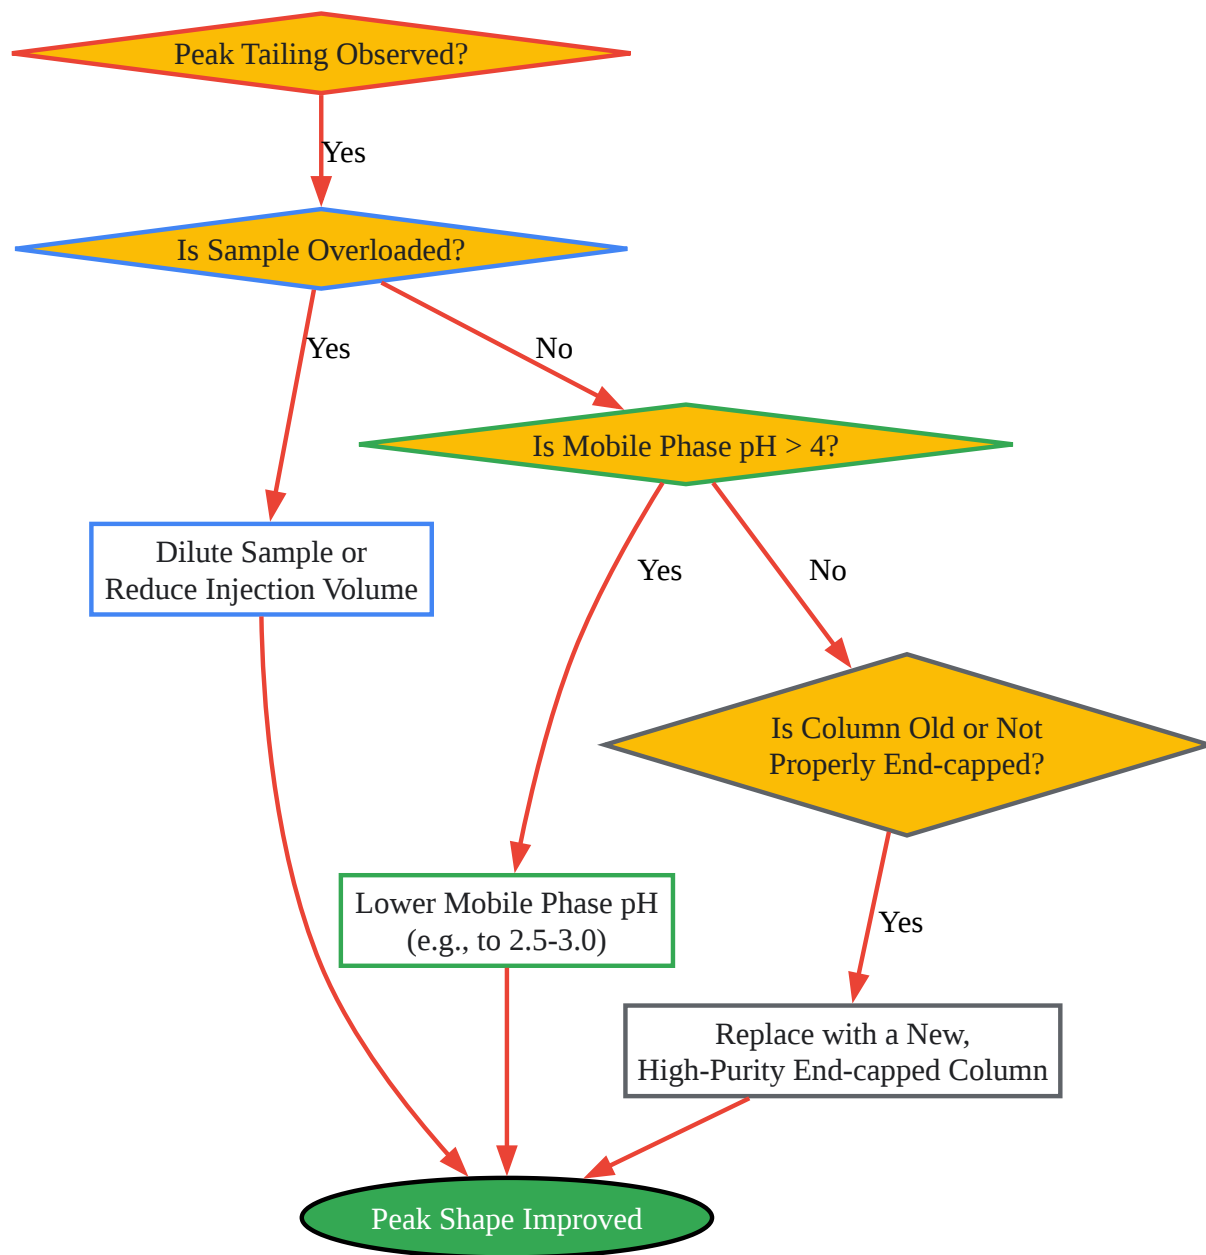 Peak Tailing Observed?
Yes
Is Sample Overloaded?
Yes
No
Is Mobile Phase pH > 4?
Dilute Sample or
Reduce Injection Volume
Yes
No
Is Column Old or Not
Properly End-capped?
Lower Mobile Phase pH
(e.g., to 2.5-3.0)
Yes
Replace with a New,
High-Purity End-capped Column
Peak Shape Improved